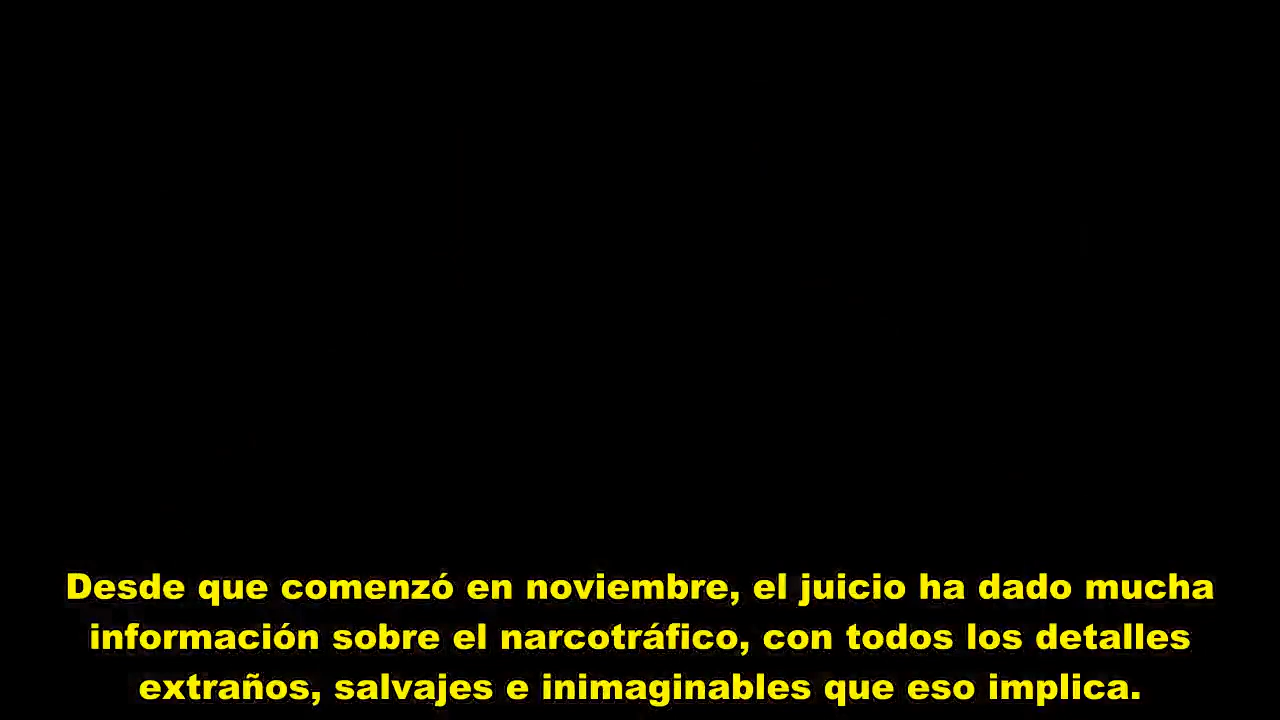 Desde que comenzó en noviembre, el juicio ha dado mucha
información sobre el narcotráfico, con todos los detalles
extraños, salvajes e inimaginables que eso implica.